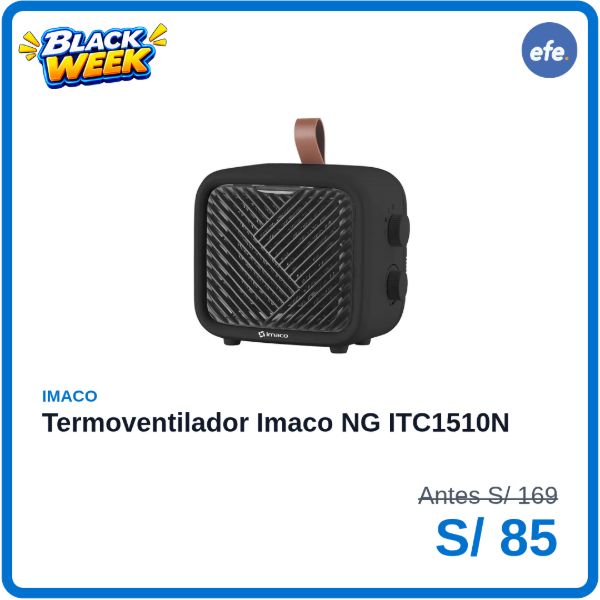 BLACK
WEEK
efe.
imaco
IMACO
Termoventilador Imaco NG ITC1510N
Antes S/ 169
S/ 85